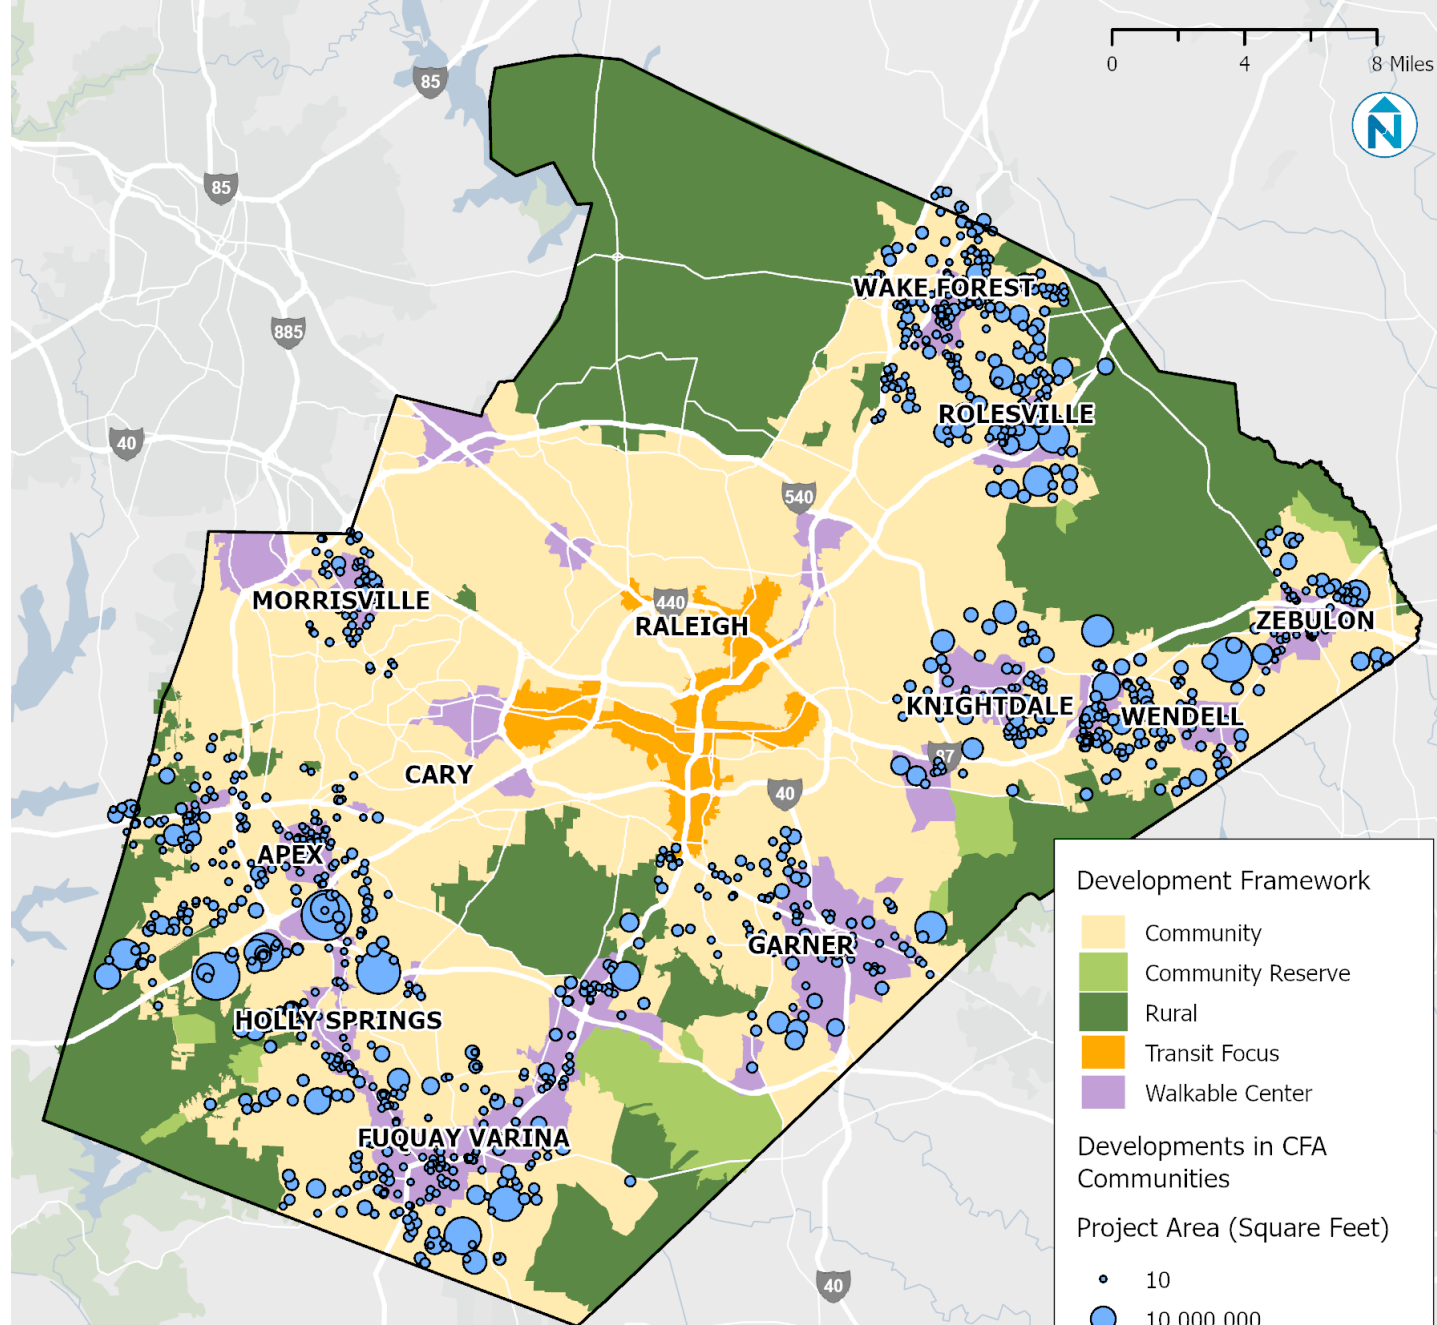 0 4 8 Miles
N
85
85
885
40
WAKE FOREST
ROLESVILLE
540
MORRISVILLE
440
RALEIGH
ZEBULON
KNIGHTDALE
WENDELL
87
CARY
40
APEX
GARNER
HOLLY SPRINGS
FUQUAY VARINA
40
Development Framework
Community
Community Reserve
Rural
Transit Focus
Walkable Center
Developments in CFA
Communities
Project Area (Square Feet)
10
10,000,000